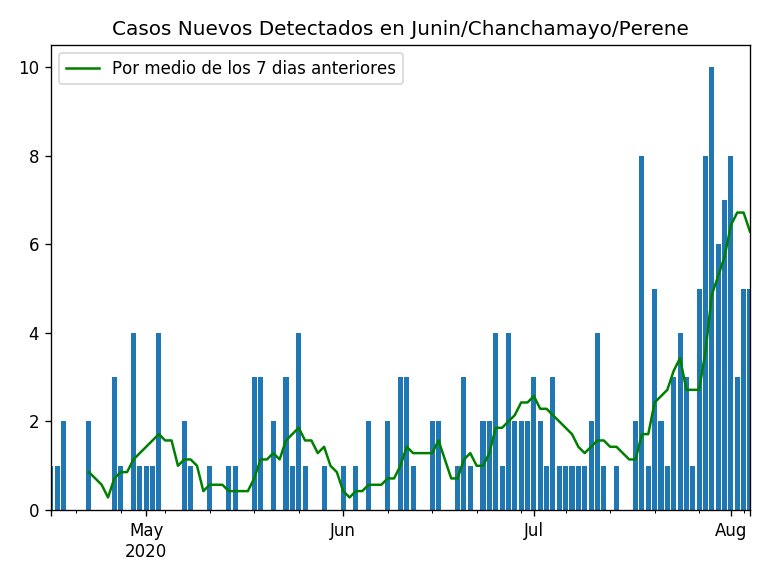 Casos Nuevos Detectados en Junin/Chanchamayo/Perene
Por medio de los 7 dias anteriores
10
8
6
4
2
0
May
2020
Jun
Jul
Aug